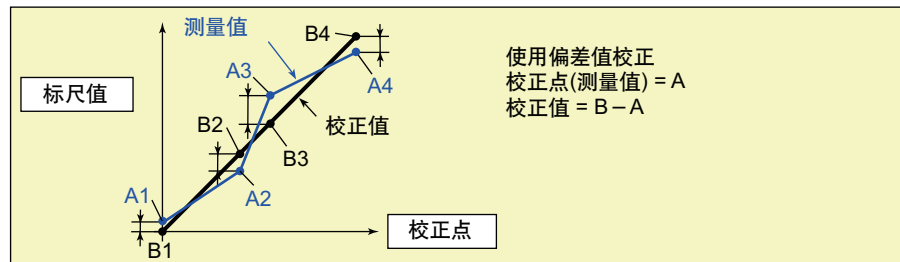 测量值
B4
A3
A4
标尺值
校正值
B2
B3
A2
A1
B1
校正点
使用偏差值校正
校正点(测量值) = A
校正值 = B – A